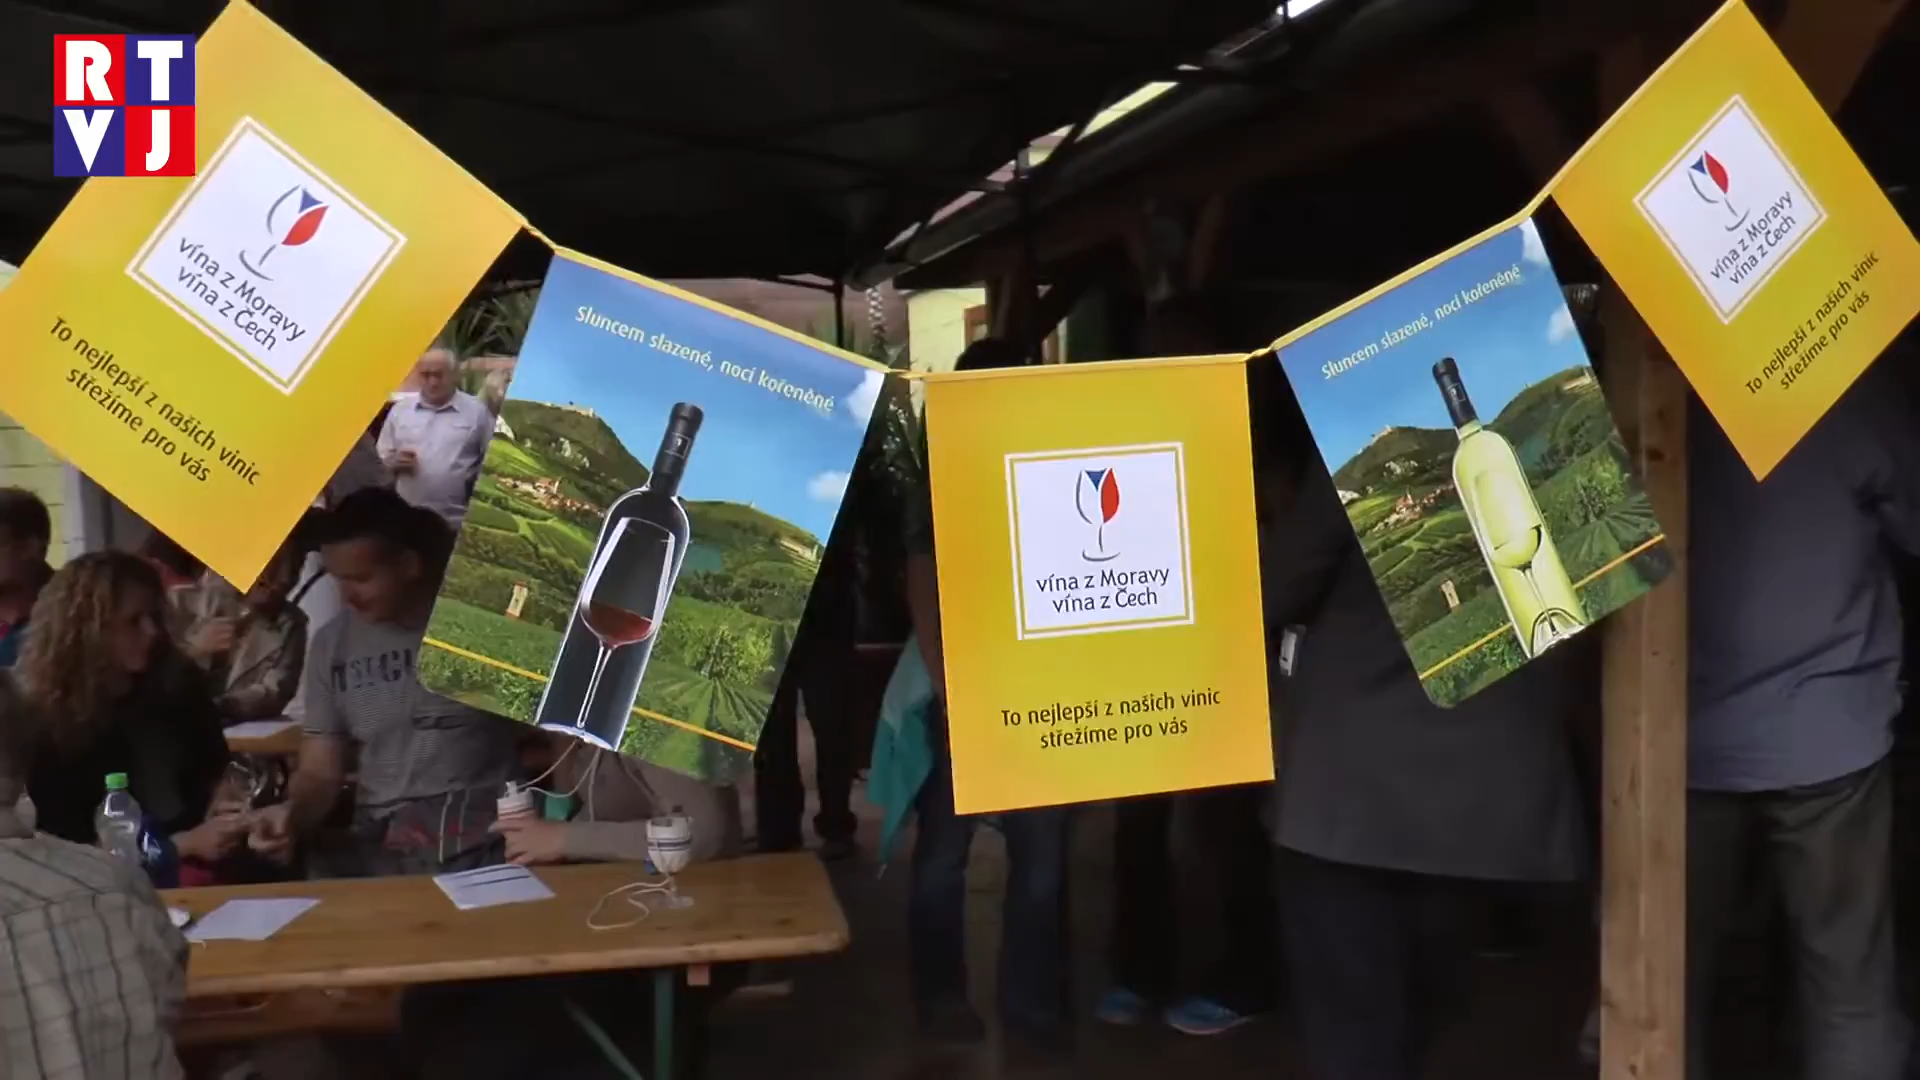 RT
VJ
vína z Moravy
vína z Čech
To nejlepší z našich vinic
střežíme pro vás
Sluncem slazené, nocí kořeněné
vína z Moravy
vína z Čech
To nejlepší z našich vinic
střežíme pro vás
Sluncem slazené, nocí kořeněné
vína z Moravy
vína z Čech
To nejlepší z našich vinic
střežíme pro vás